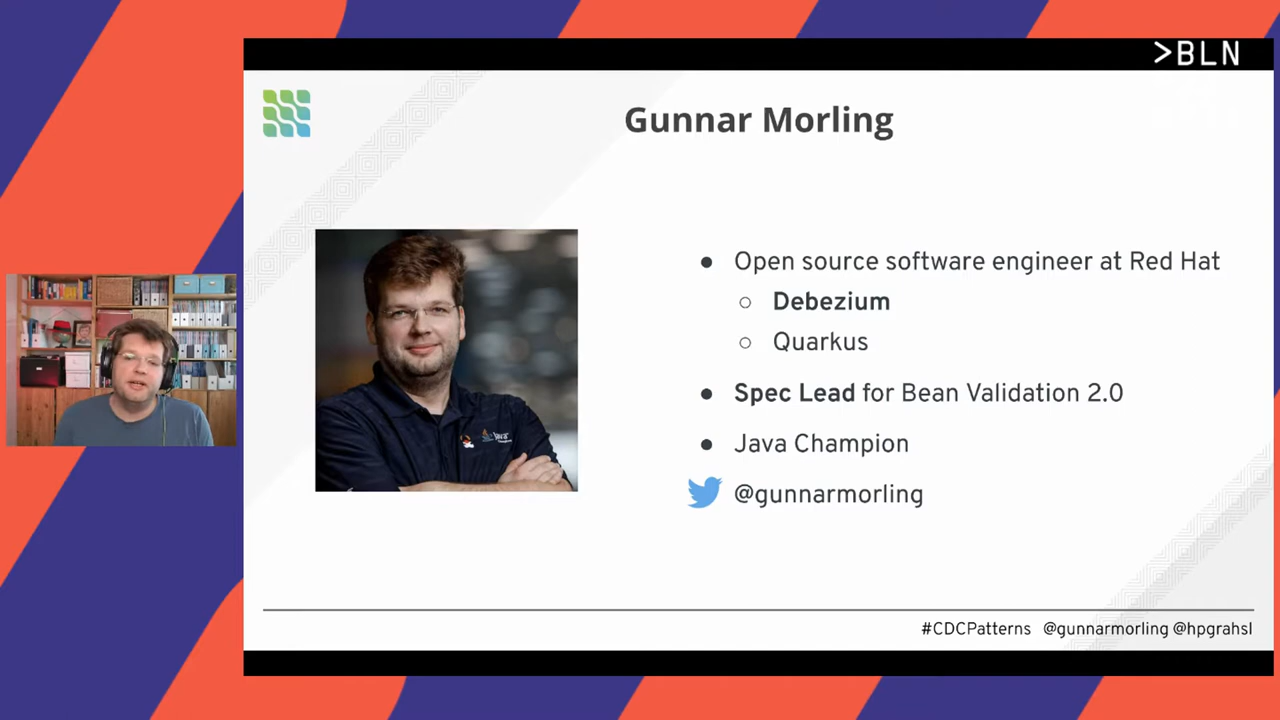 >BLN
Gunnar Morling
● Open source software engineer at Red Hat
○ Debezium
○ Quarkus
● Spec Lead for Bean Validation 2.0
● Java Champion
@gunnarmorling
#CDCPatterns @gunnarmorling @hpgrahsl